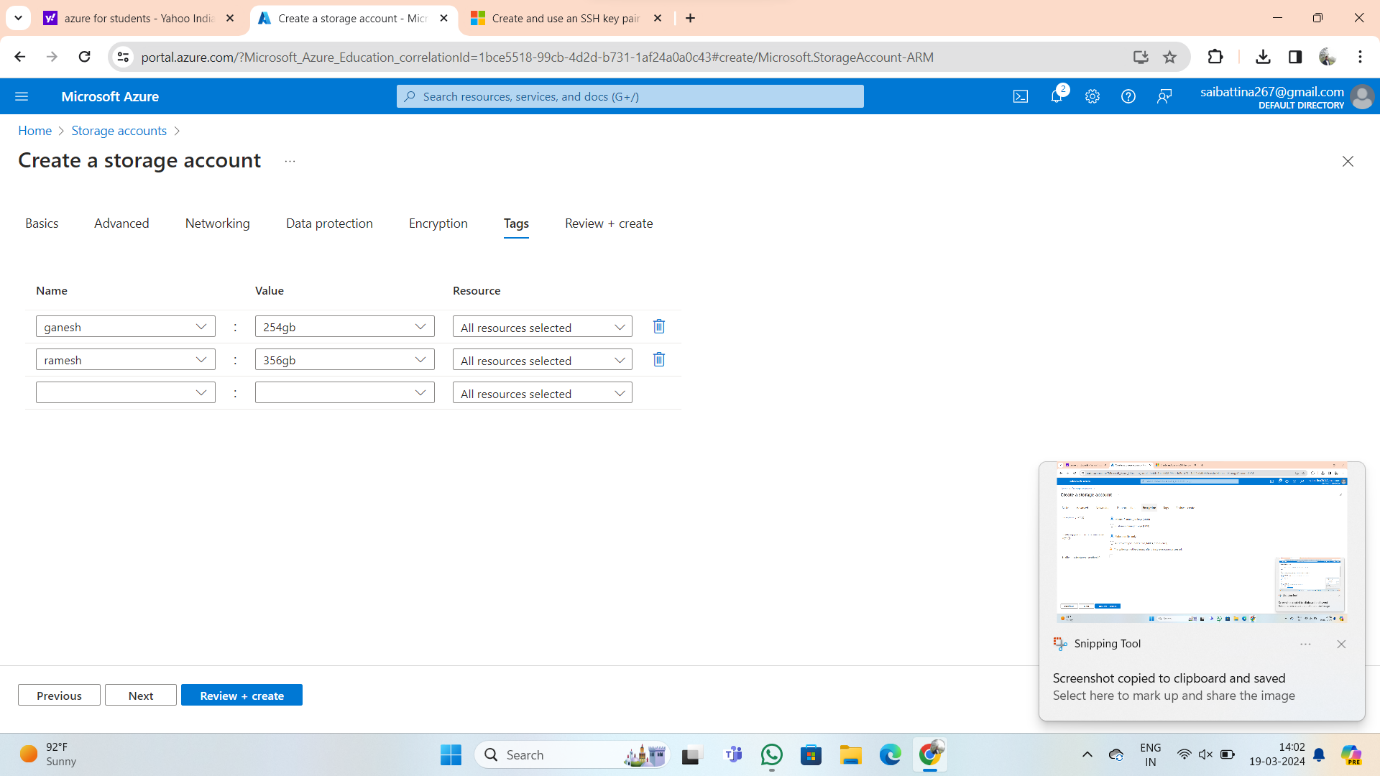 azure for students - Yahoo India
Create a storage account - Micr
Create and use an SSH key pair
portal.azure.com/?Microsoft_Azure_Education_correlationId=1bce5518-99cb-4d2d-b731-1af24a0a0c43#create/Microsoft.StorageAccount-ARM
Microsoft Azure
Search resources, services, and docs (G+/)
2
saibattina267@gmail.com
DEFAULT DIRECTORY
Home > Storage accounts >
Create a storage account ...
Basics Advanced Networking Data protection Encryption Tags Review + create
Name Value Resource
ganesh : 254gb All resources selected
ramesh : 356gb All resources selected
: All resources selected
Create a storage account
Snipping Tool
Screenshot copied to clipboard and saved
Select here to mark up and share the image
Previous Next Review + create
92°F
Sunny
Search
ENG
IN
14:02
19-03-2024
PRE